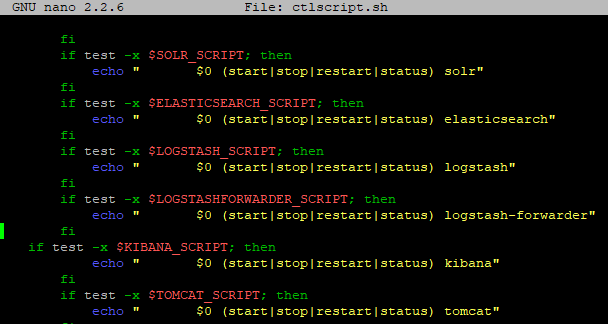 GNU nano 2.2.6 File: ctlscript.sh
fi
if test -x $SOLR_SCRIPT; then
echo " $0 (start|stop|restart|status) solr"
fi
if test -x $ELASTICSEARCH_SCRIPT; then
echo " $0 (start|stop|restart|status) elasticsearch"
fi
if test -x $LOGSTASH_SCRIPT; then
echo " $0 (start|stop|restart|status) logstash"
fi
if test -x $LOGSTASHFORWARDER_SCRIPT; then
echo " $0 (start|stop|restart|status) logstash-forwarder"
fi
if test -x $KIBANA_SCRIPT; then
echo " $0 (start|stop|restart|status) kibana"
fi
if test -x $TOMCAT_SCRIPT; then
echo " $0 (start|stop|restart|status) tomcat"